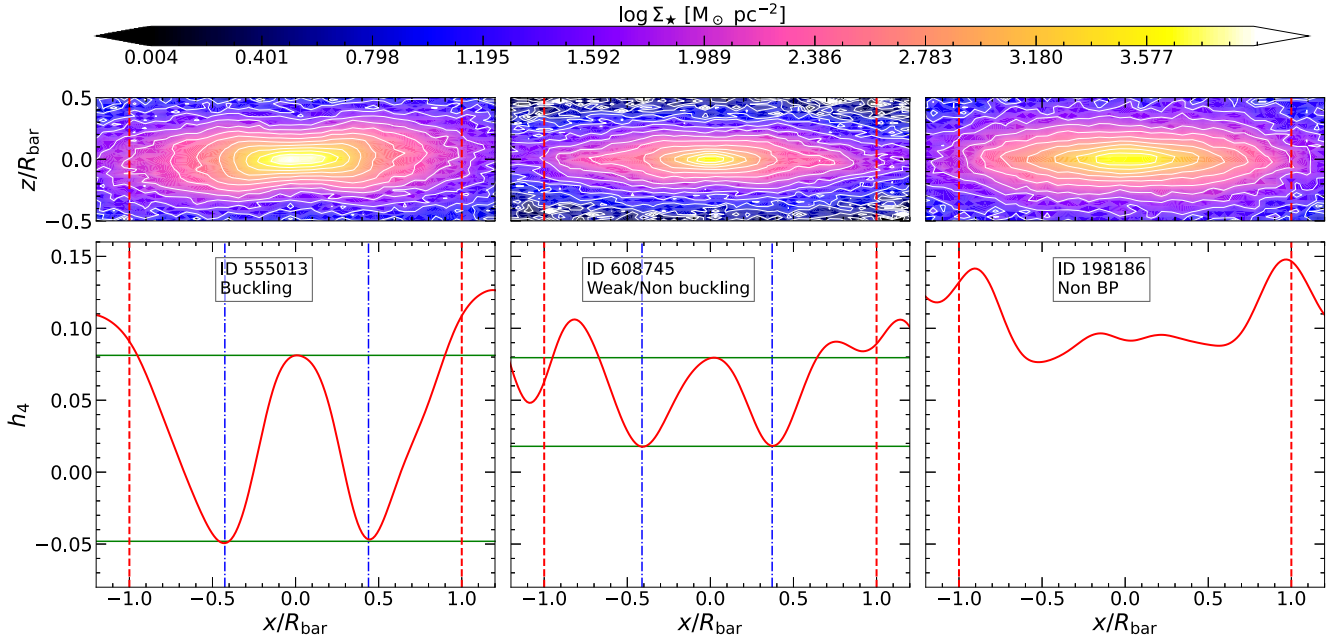 log Σ★ [M⊙ pc⁻²]
0.004 0.401 0.798 1.195 1.592 1.989 2.386 2.783 3.180 3.577
z/R_bar
0.5
0.0
−0.5
h₄
0.15
0.10
0.05
0.00
−0.05
ID 555013
Buckling
ID 608745
Weak/Non buckling
ID 198186
Non BP
−1.0 −0.5 0.0 0.5 1.0 −1.0 −0.5 0.0 0.5 1.0 −1.0 −0.5 0.0 0.5 1.0
x/R_bar x/R_bar x/R_bar